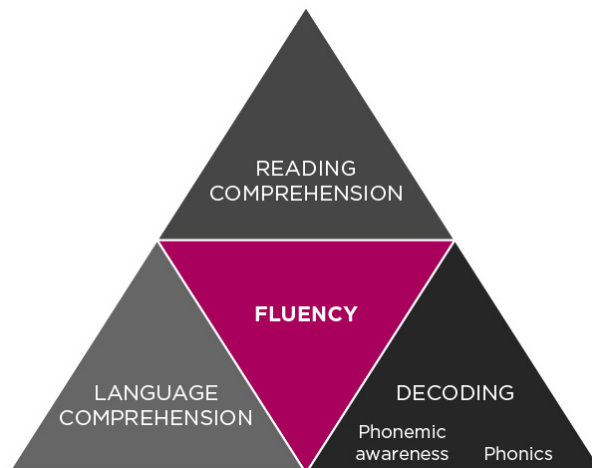 READING
COMPREHENSION
FLUENCY
LANGUAGE
COMPREHENSION
DECODING
Phonemic
awareness
Phonics